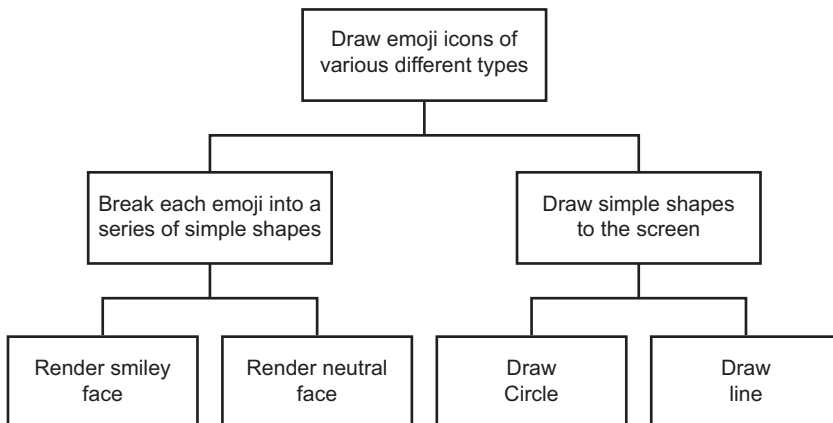 Draw emoji icons of
various different types
Break each emoji into a
series of simple shapes
Draw simple shapes
to the screen
Render smiley
face
Render neutral
face
Draw
Circle
Draw
line